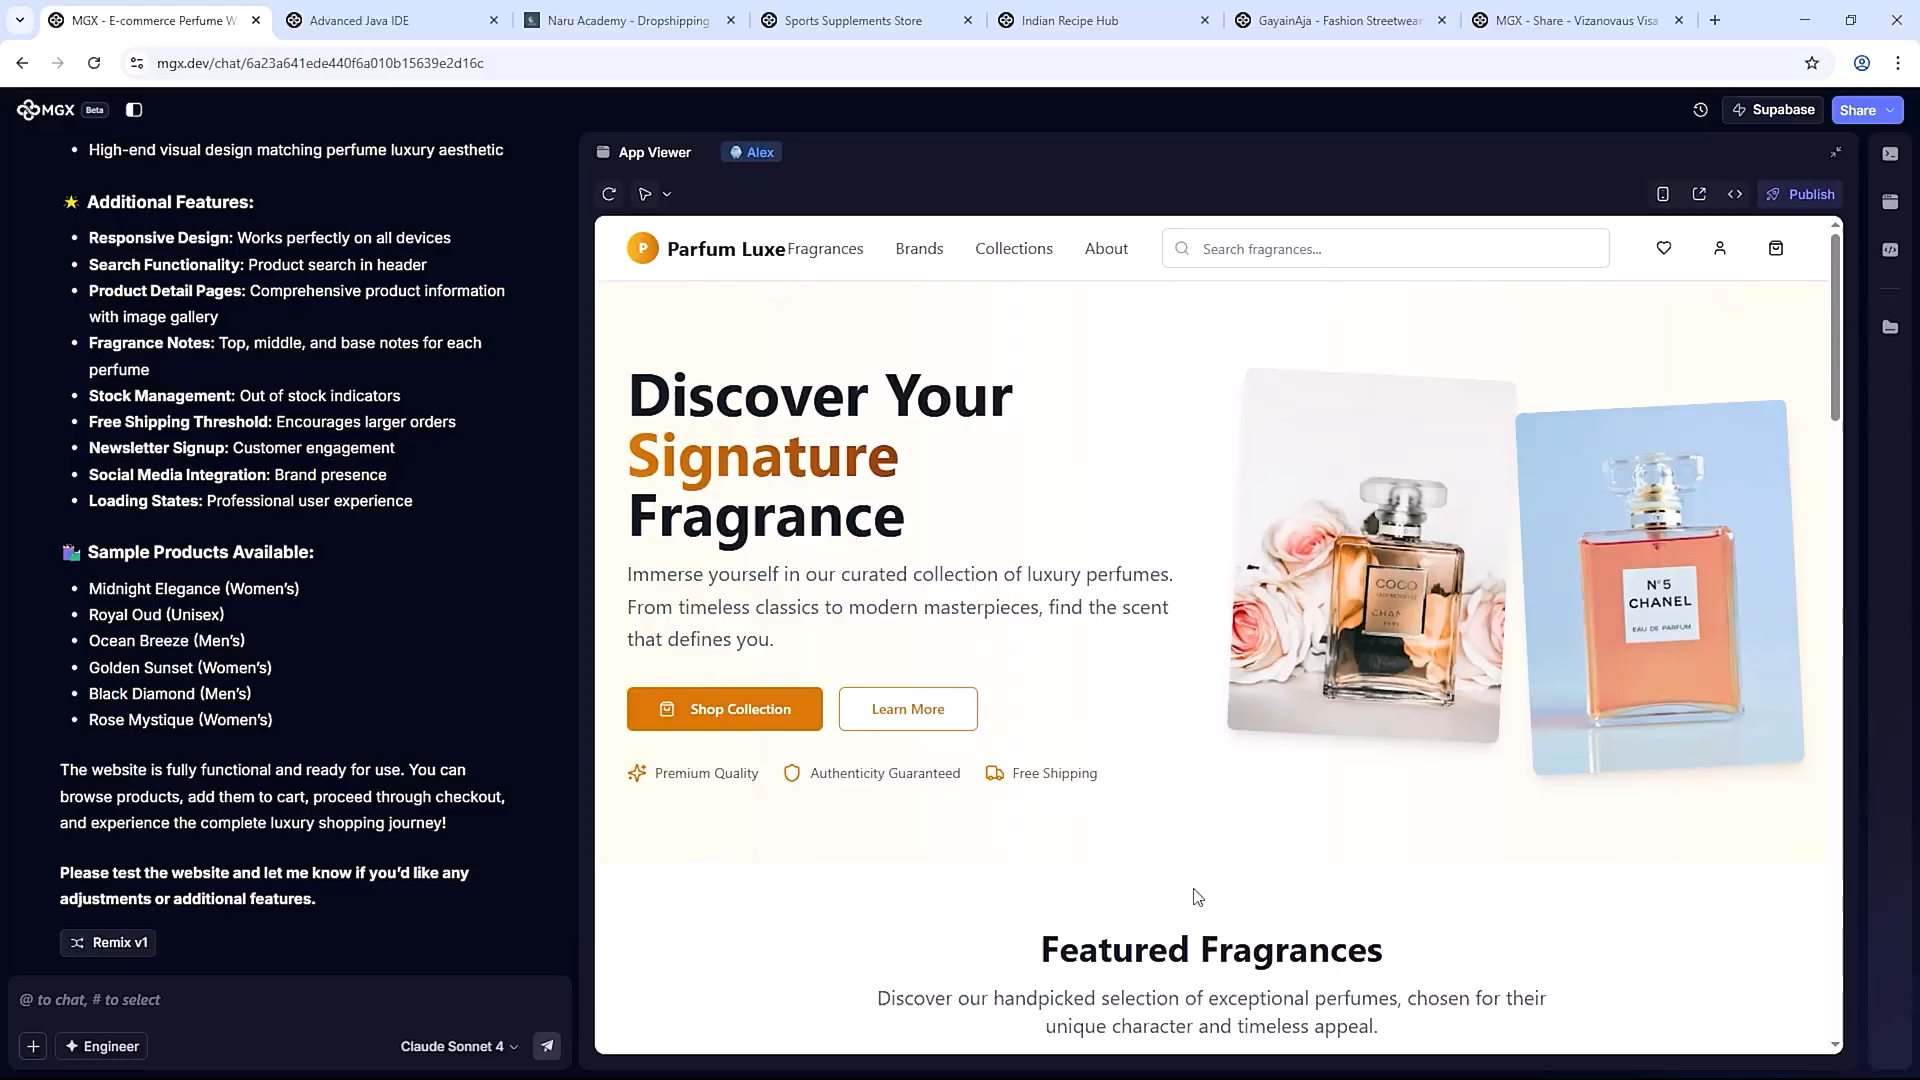 MGX - E-commerce Perfume W
Advanced Java IDE
Naru Academy - Dropshipping
Sports Supplements Store
Indian Recipe Hub
GayainAja - Fashion Streetwear
MGX - Share - Vizanovaus Visa
mgx.dev/chat/6a23a641ede440f6a010b15639e2d16c
MGX Beta
Supabase
Share
• High-end visual design matching perfume luxury aesthetic
Additional Features:
• Responsive Design: Works perfectly on all devices
• Search Functionality: Product search in header
• Product Detail Pages: Comprehensive product information
with image gallery
• Fragrance Notes: Top, middle, and base notes for each
perfume
• Stock Management: Out of stock indicators
• Free Shipping Threshold: Encourages larger orders
• Newsletter Signup: Customer engagement
• Social Media Integration: Brand presence
• Loading States: Professional user experience
Sample Products Available:
• Midnight Elegance (Women’s)
• Royal Oud (Unisex)
• Ocean Breeze (Men’s)
• Golden Sunset (Women’s)
• Black Diamond (Men’s)
• Rose Mystique (Women’s)
The website is fully functional and ready for use. You can
browse products, add them to cart, proceed through checkout,
and experience the complete luxury shopping journey!
Please test the website and let me know if you’d like any
adjustments or additional features.
Remix v1
@ to chat, # to select
Engineer
Claude Sonnet 4
App Viewer
Alex
Publish
P
Parfum Luxe
Fragrances
Brands
Collections
About
Search fragrances...
Discover Your
Signature
Fragrance
Immerse yourself in our curated collection of luxury perfumes.
From timeless classics to modern masterpieces, find the scent
that defines you.
Shop Collection
Learn More
Premium Quality
Authenticity Guaranteed
Free Shipping
COCO
CHAN
N°5
CHANEL
EAU DE PARFUM
Featured Fragrances
Discover our handpicked selection of exceptional perfumes, chosen for their
unique character and timeless appeal.